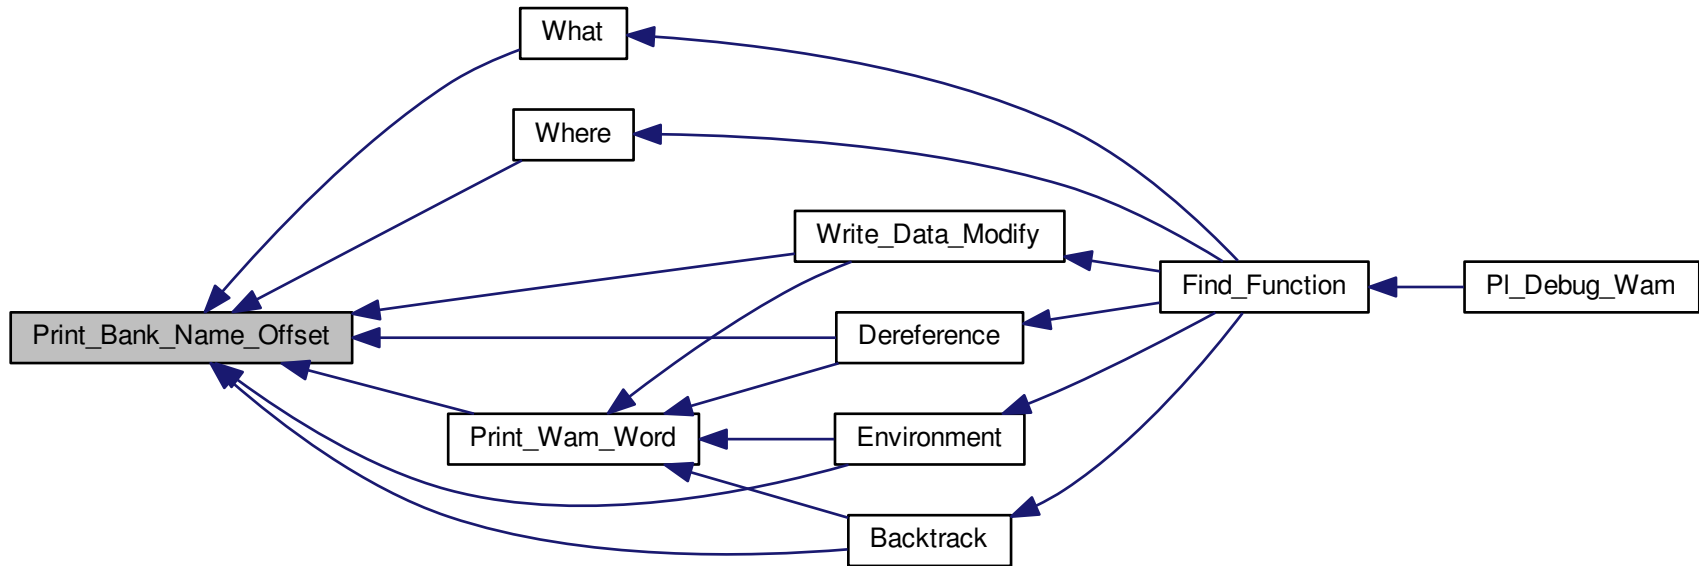 What
Where
Write_Data_Modify
Find_Function
Pl_Debug_Wam
Print_Bank_Name_Offset
Dereference
Print_Wam_Word
Environment
Backtrack